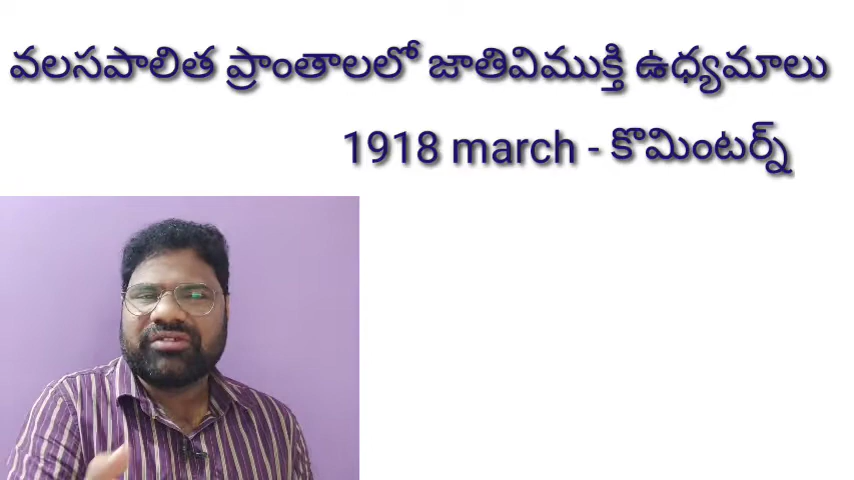 వలసపాలిత ప్రాంతాలలో జాతివిముక్తి ఉధ్యమాలు
1918 march - కొమింటర్న్